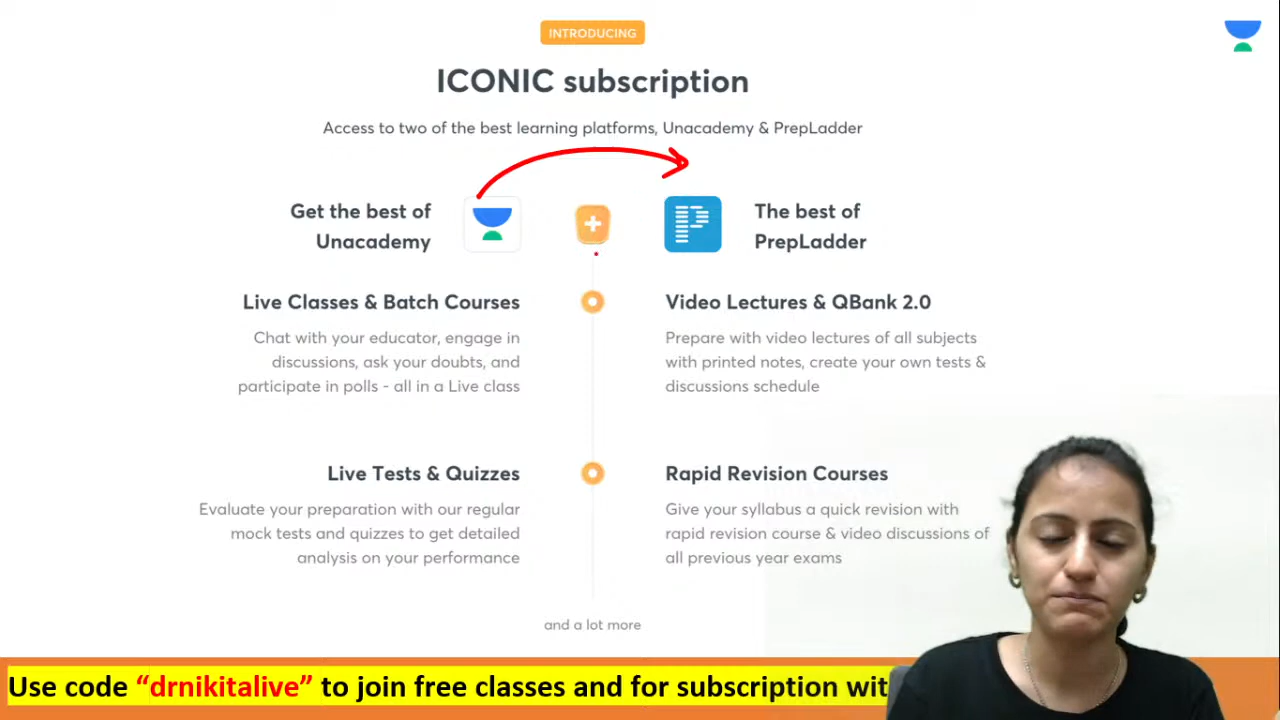 INTRODUCING
ICONIC subscription
Access to two of the best learning platforms, Unacademy & PrepLadder
Get the best of
Unacademy
The best of
PrepLadder
Live Classes & Batch Courses
Chat with your educator, engage in
discussions, ask your doubts, and
participate in polls - all in a Live class
Video Lectures & QBank 2.0
Prepare with video lectures of all subjects
with printed notes, create your own tests &
discussions schedule
Live Tests & Quizzes
Evaluate your preparation with our regular
mock tests and quizzes to get detailed
analysis on your performance
Rapid Revision Courses
Give your syllabus a quick revision with
rapid revision course & video discussions of
all previous year exams
and a lot more
Use code “drnikitalive” to join free classes and for subscription wit